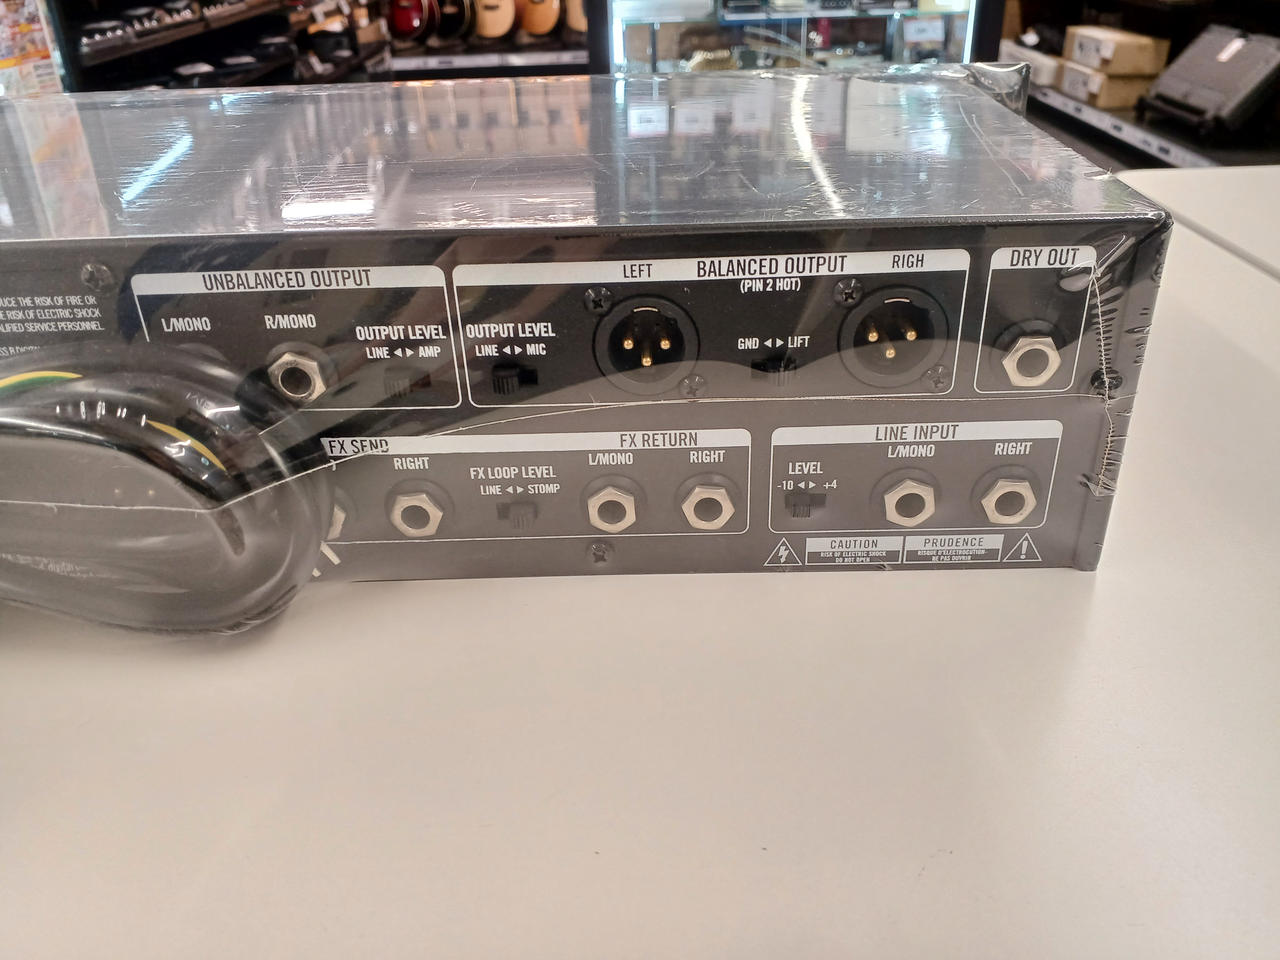 UNBALANCED OUTPUT
L/MONO
R/MONO
OUTPUT LEVEL
LINE ◄ ► AMP
LEFT
BALANCED OUTPUT
(PIN 2 HOT)
RIGH
OUTPUT LEVEL
LINE ◄ ► MIC
GND ◄ ► LIFT
DRY OUT
UCE THE RISK OF FIRE OR
E RISK OF ELECTRIC SHOCK
ALIFIED SERVICE PERSONNEL
FX SEND
RIGHT
FX LOOP LEVEL
LINE ◄ ► STOMP
FX RETURN
L/MONO
RIGHT
LINE INPUT
LEVEL
-10 ◄ ► +4
L/MONO
RIGHT
CAUTION
RISK OF ELECTRIC SHOCK
DO NOT OPEN
PRUDENCE
RISQUE D'ELECTROCUTION-
NE PAS OUVRIR
digital